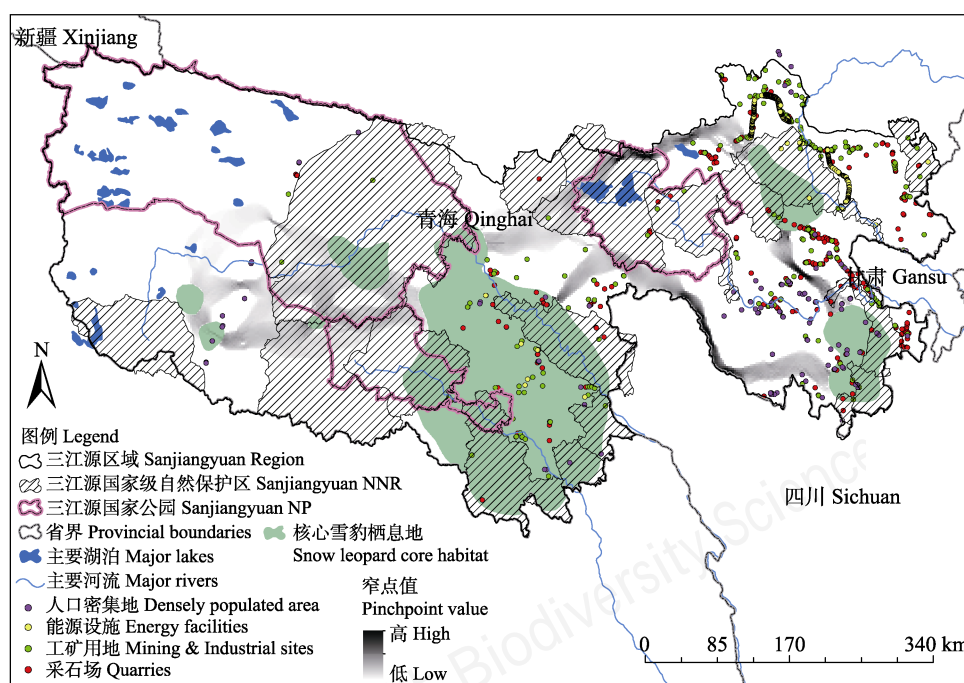 新疆 Xinjiang
青海 Qinghai
甘肃 Gansu
四川 Sichuan
N
图例 Legend
三江源区域 Sanjiangyuan Region
三江源国家级自然保护区 Sanjiangyuan NNR
三江源国家公园 Sanjiangyuan NP
省界 Provincial boundaries
主要湖泊 Major lakes
主要河流 Major rivers
人口密集地 Densely populated area
能源设施 Energy facilities
工矿用地 Mining & Industrial sites
采石场 Quarries
核心雪豹栖息地
Snow leopard core habitat
窄点值
Pinchpoint value
高 High
低 Low
0 85 170 340 km
Biodiversity Science